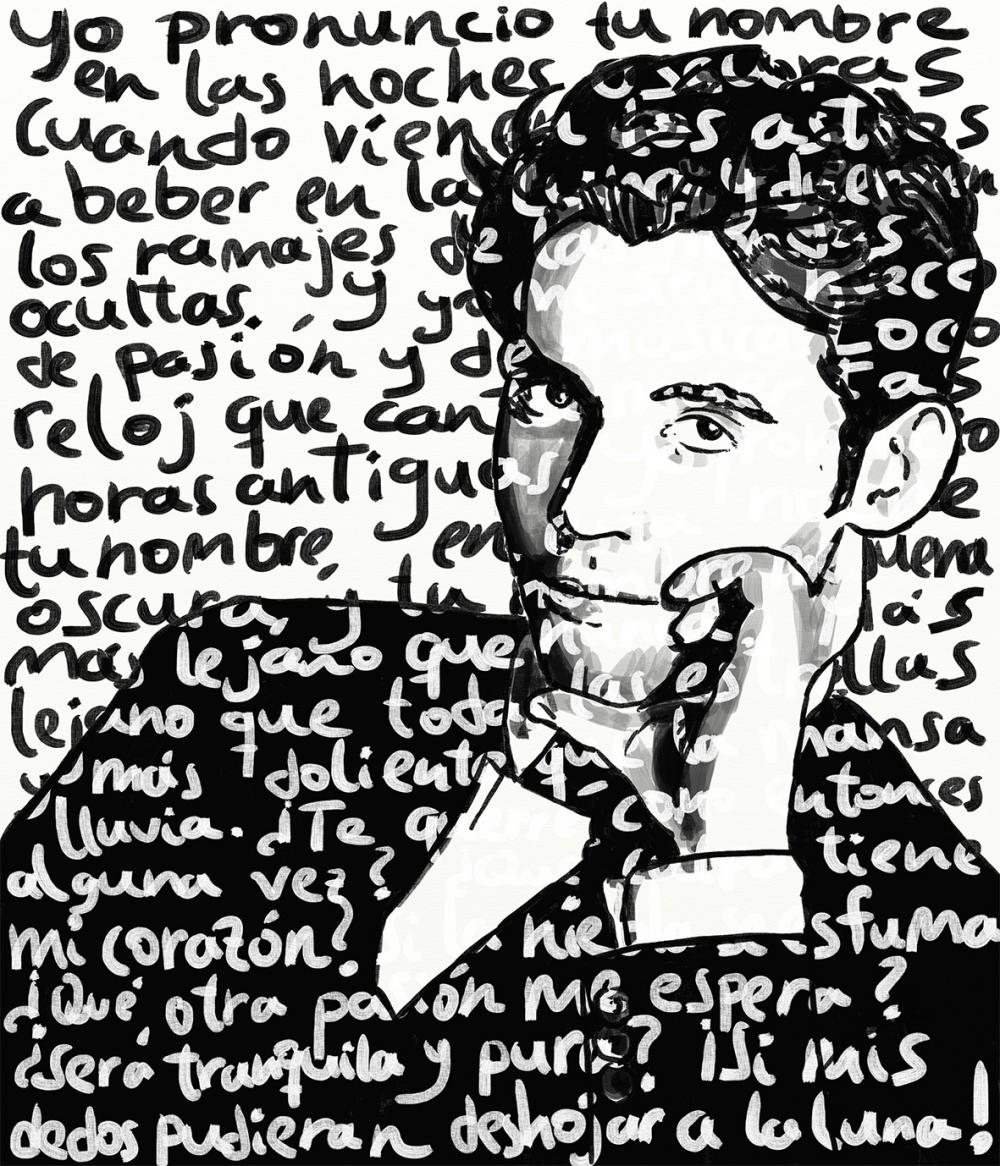 yo pronuncio tu nombre
en las noches oscuras
Cuando vienen los astros
a beber en la luna y duermen
los ramajes de las
ocultas. y yo me hueco
de pasión y de música Loco
reloj que canta
horas antiguas yo
tu nombre, en esta noche
oscura, y tu nombre me suena
más lejano que nunca. más
lejano que todas las estrellas
y más doliente que la mansa
lluvia. ¿Te querré como entonces
alguna vez? ¿Qué culpa tiene
mi corazón? Si la niebla se esfuma
¿Qué otra pasión me espera?
¿Será tranquila y pura? ¡Si mis
dedos pudieran deshojar a la luna!